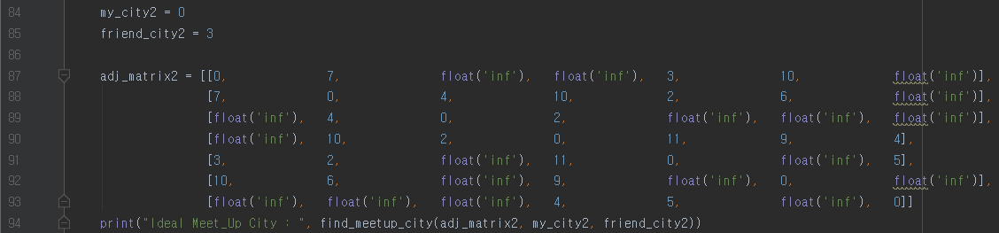 84 my_city2 = 0
85 friend_city2 = 3
86
87 adj_matrix2 = [[0, 7, float('inf'), float('inf'), 3, 10, float('inf')],
88 [7, 0, 4, 10, 2, 6, float('inf')],
89 [float('inf'), 4, 0, 2, float('inf'), float('inf'), float('inf')],
90 [float('inf'), 10, 2, 0, 11, 9, 4],
91 [3, 2, float('inf'), 11, 0, float('inf'), 5],
92 [10, 6, float('inf'), 9, float('inf'), 0, float('inf')],
93 [float('inf'), float('inf'), float('inf'), 4, 5, float('inf'), 0]]
94 print("Ideal Meet_Up City : ", find_meetup_city(adj_matrix2, my_city2, friend_city2))